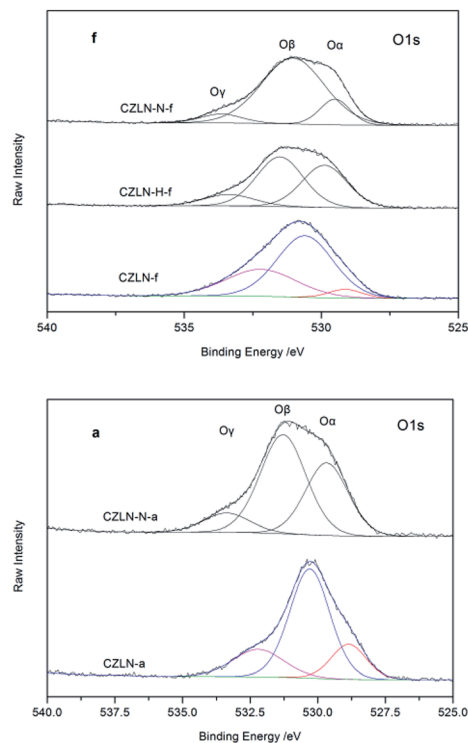 f
O1s
Oβ
Oα
Oγ
CZLN-N-f
CZLN-H-f
CZLN-f
Raw Intensity
540 535 530 525
Binding Energy /eV
a
O1s
Oβ
Oγ
Oα
CZLN-N-a
CZLN-a
Raw Intensity
540.0 537.5 535.0 532.5 530.0 527.5 525.0
Binding Energy /eV